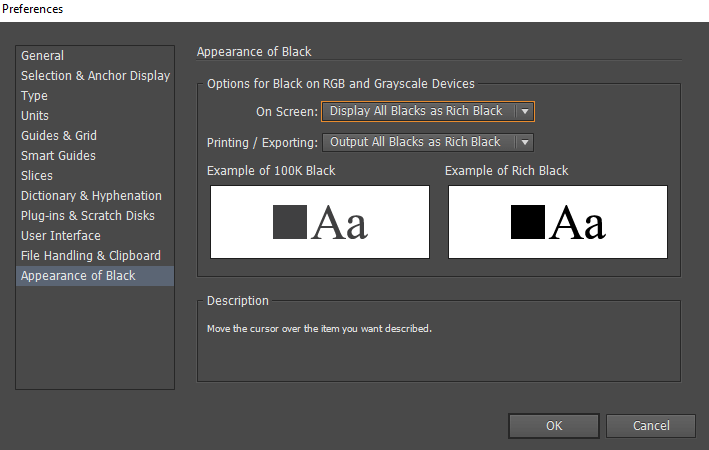 Preferences
General
Selection & Anchor Display
Type
Units
Guides & Grid
Smart Guides
Slices
Dictionary & Hyphenation
Plug-ins & Scratch Disks
User Interface
File Handling & Clipboard
Appearance of Black
Appearance of Black
Options for Black on RGB and Grayscale Devices
On Screen: Display All Blacks as Rich Black
Printing / Exporting: Output All Blacks as Rich Black
Example of 100K Black
Example of Rich Black
Aa
Aa
Description
Move the cursor over the item you want described.
OK
Cancel